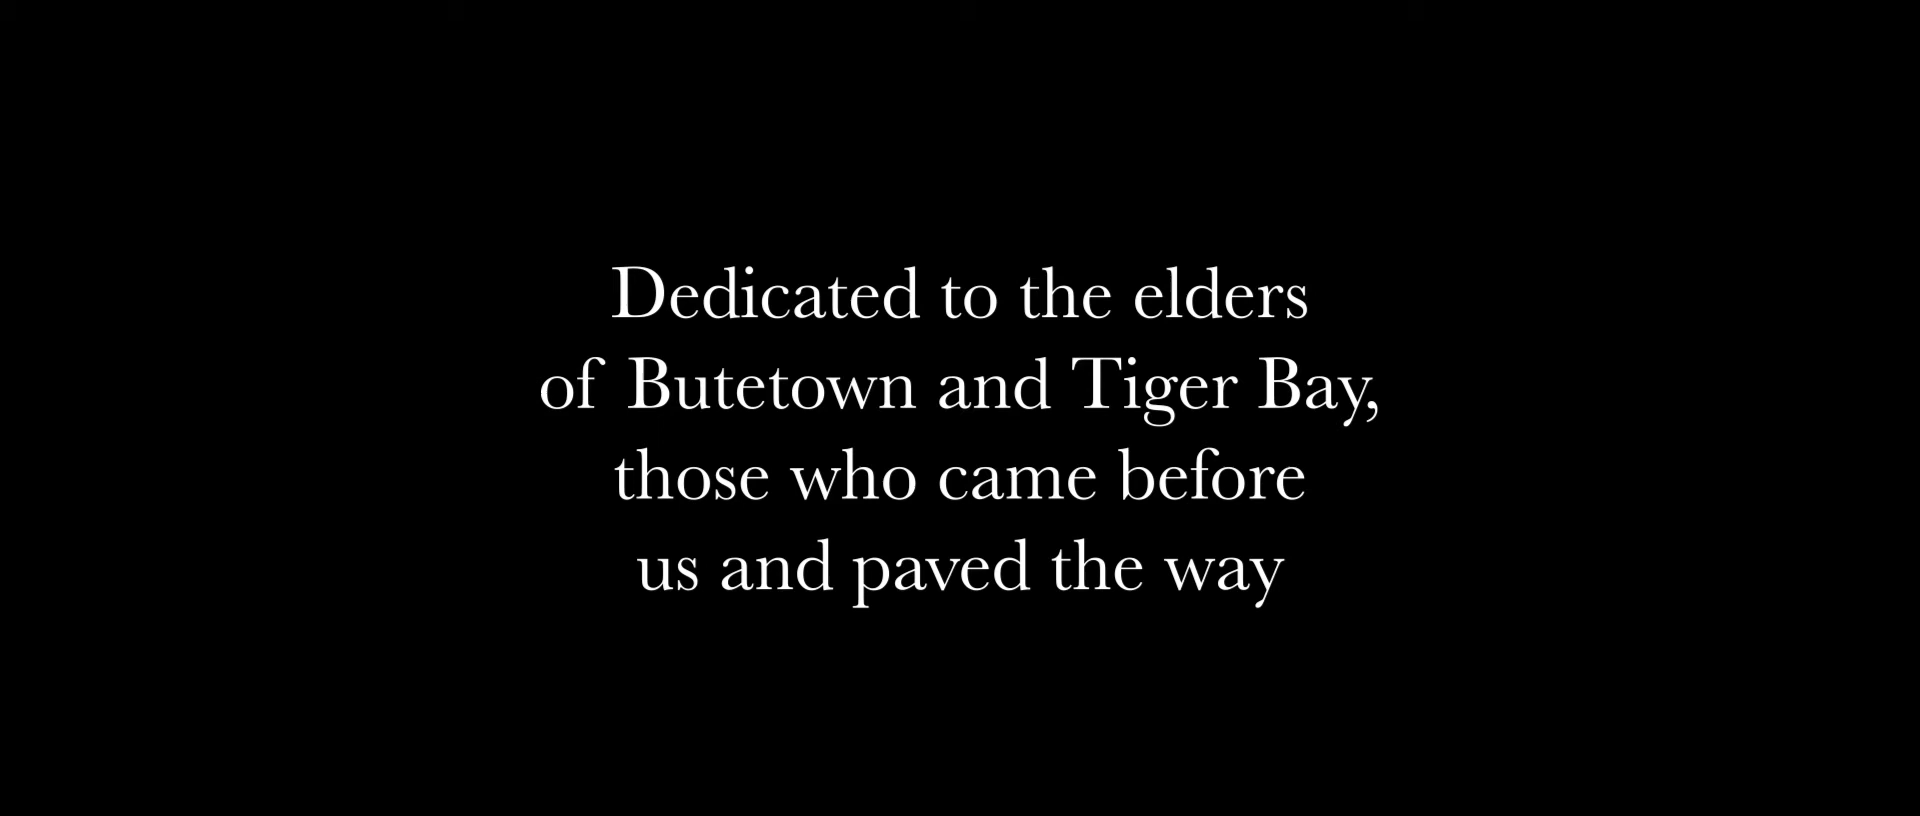 Dedicated to the elders
of Butetown and Tiger Bay,
those who came before
us and paved the way